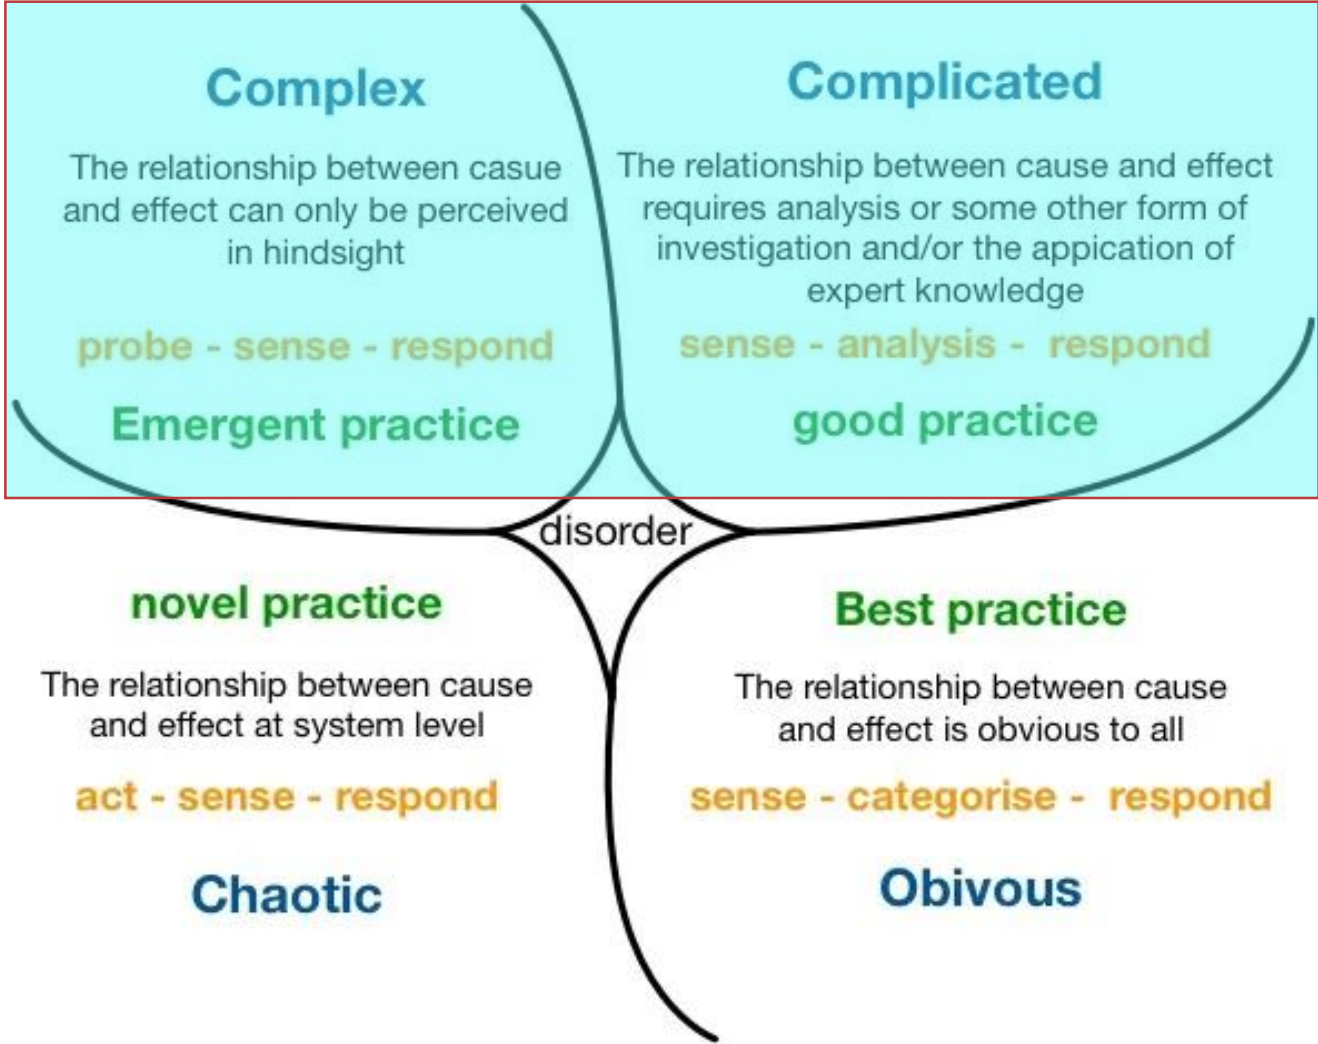 Complex
The relationship between casue
and effect can only be perceived
in hindsight
probe - sense - respond
Emergent practice
Complicated
The relationship between cause and effect
requires analysis or some other form of
investigation and/or the appication of
expert knowledge
sense - analysis - respond
good practice
disorder
novel practice
The relationship between cause
and effect at system level
act - sense - respond
Chaotic
Best practice
The relationship between cause
and effect is obvious to all
sense - categorise - respond
Obivous